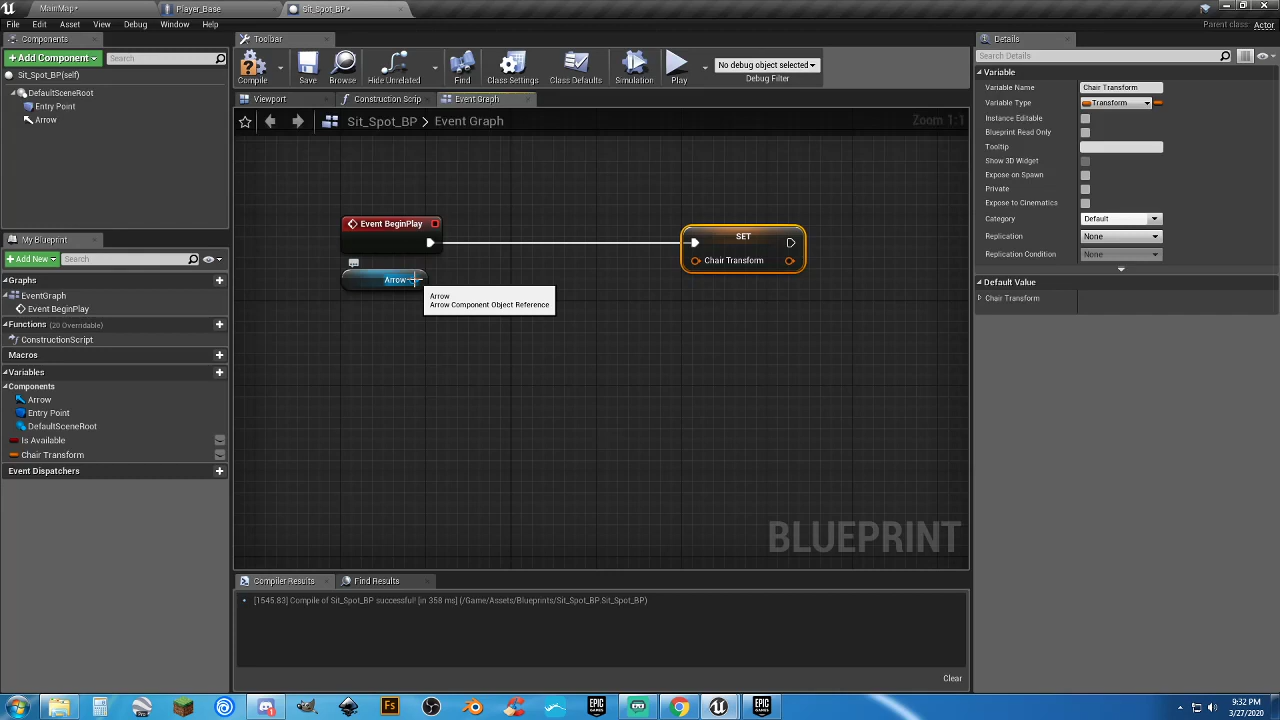 MainMap*
Player_Base
Sit_Spot_BP*
File Edit Asset View Debug Window Help
Parent class: Actor
Components
Toolbar
Details
+Add Component
Search
Compile Save Browse Hide Unrelated Find Class Settings Class Defaults Simulation Play
No debug object selected
Debug Filter
Search Details
Sit_Spot_BP(self)
DefaultSceneRoot
Entry Point
Arrow
Viewport
Construction Scrip
Event Graph
Sit_Spot_BP > Event Graph
Zoom 1:1
Variable
Variable Name Chair Transform
Variable Type Transform
Instance Editable
Blueprint Read Only
Tooltip
Show 3D Widget
Expose on Spawn
Private
Expose to Cinematics
Category Default
Replication None
Replication Condition None
Default Value
Chair Transform
Event BeginPlay
SET
Chair Transform
Arrow
Arrow
Arrow Component Object Reference
BLUEPRINT
My Blueprint
+Add New
Search
Graphs
EventGraph
Event BeginPlay
Functions (20 Overridable)
ConstructionScript
Macros
Variables
Components
Arrow
Entry Point
DefaultSceneRoot
Is Available
Chair Transform
Event Dispatchers
Compiler Results
Find Results
[1545.83] Compile of Sit_Spot_BP successful! [in 358 ms] (/Game/Assets/Blueprints/Sit_Spot_BP.Sit_Spot_BP)
Clear
Pro
Fs
EPIC GAMES
EPIC GAMES
9:32 PM
3/27/2020